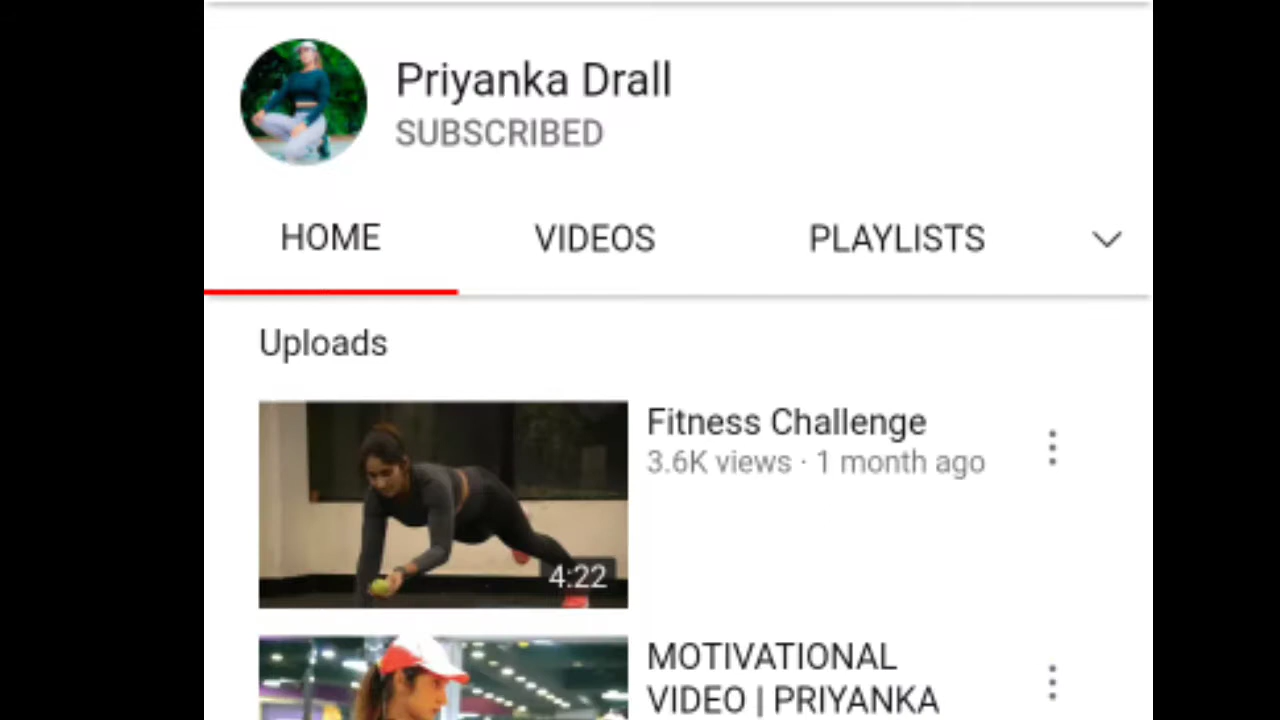 Priyanka Drall
SUBSCRIBED
HOME VIDEOS PLAYLISTS
Uploads
Fitness Challenge
3.6K views · 1 month ago
4:22
MOTIVATIONAL
VIDEO | PRIYANKA